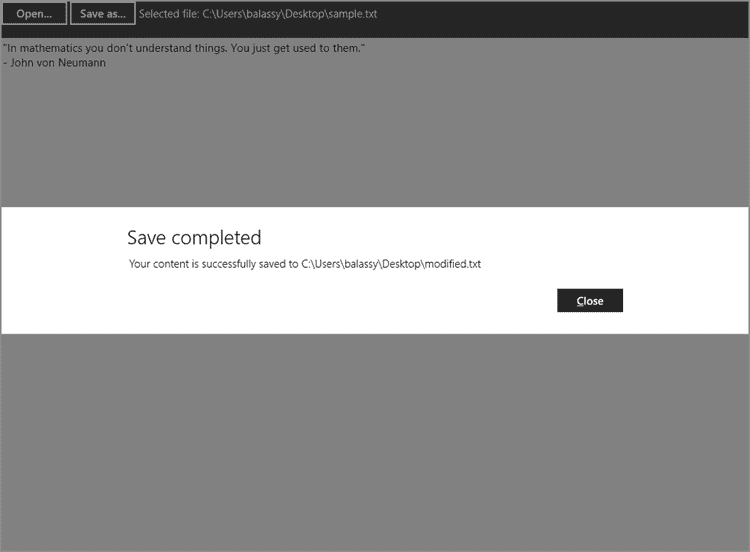 Open... Save as... Selected file: C:\Users\balassy\Desktop\sample.txt
"In mathematics you don't understand things. You just get used to them."
- John von Neumann
Save completed
Your content is successfully saved to C:\Users\balassy\Desktop\modified.txt
Close